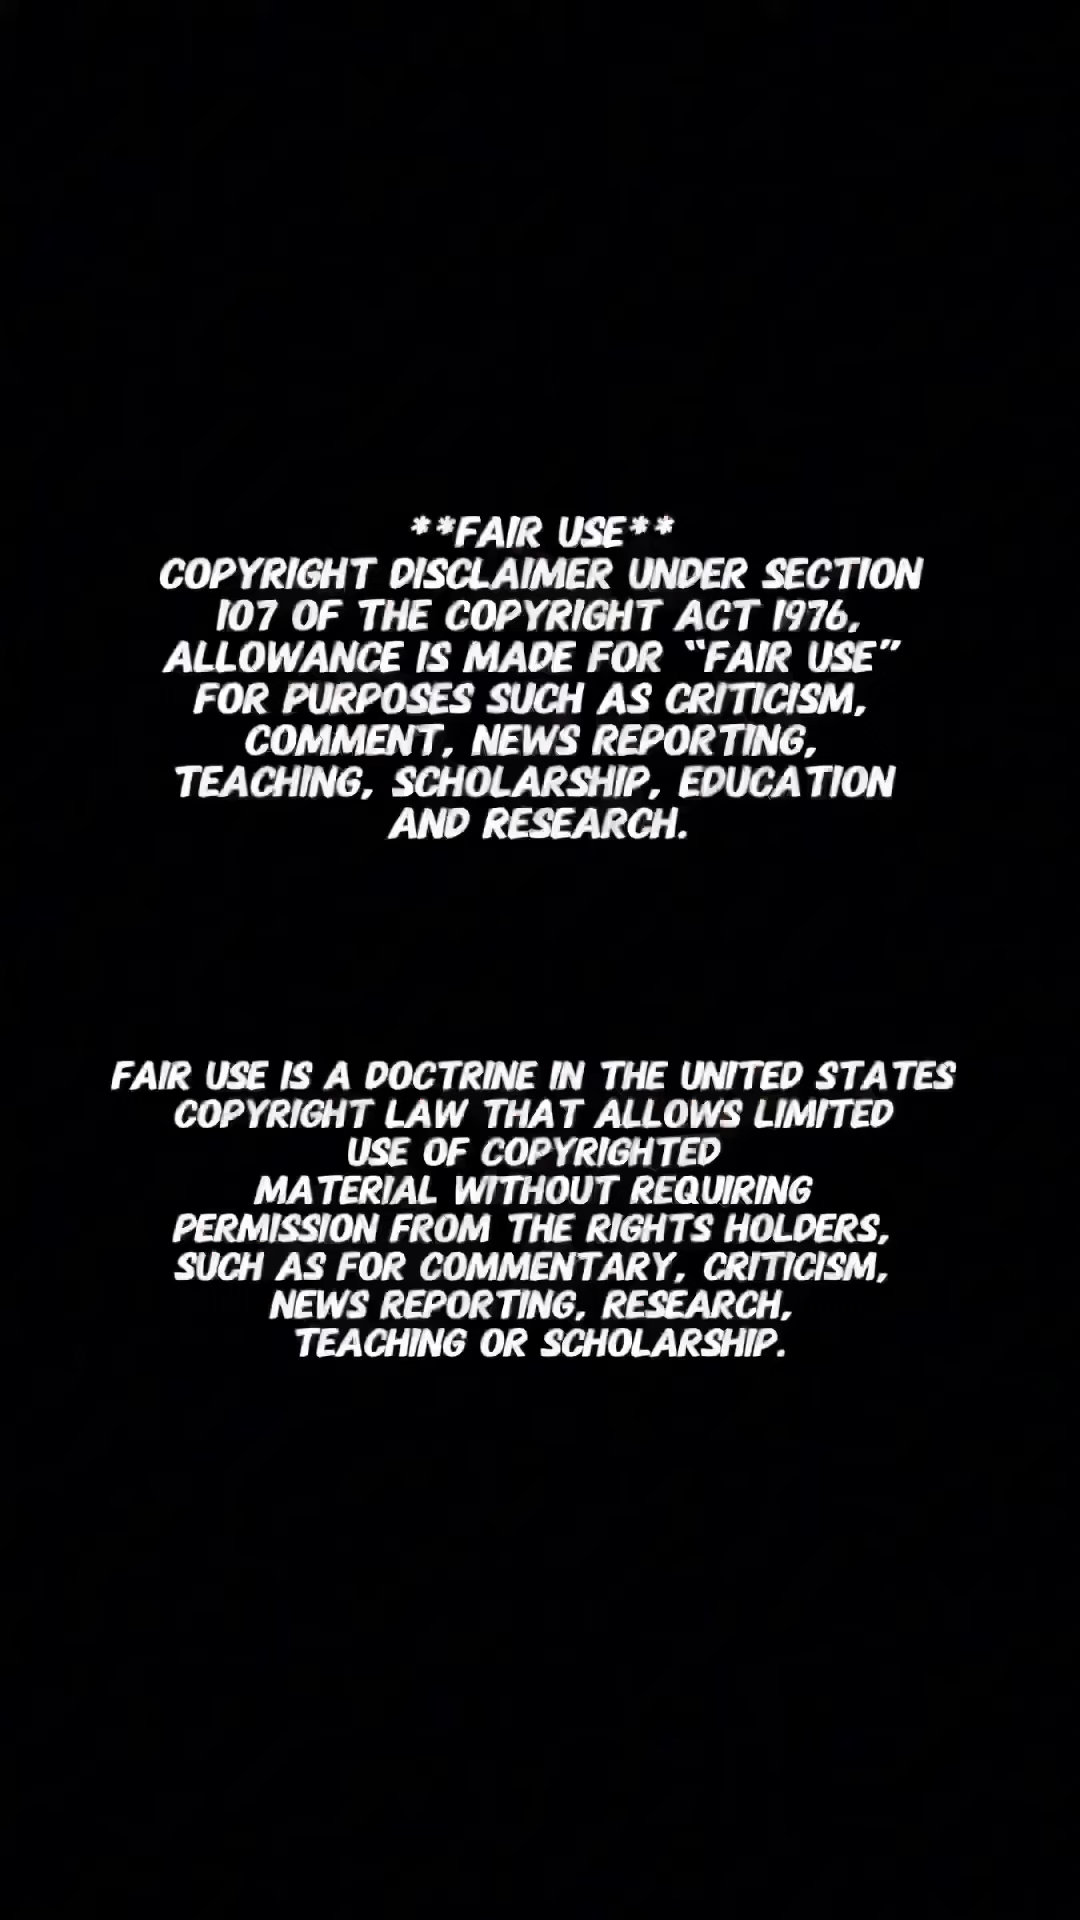 **FAIR USE**
COPYRIGHT DISCLAIMER UNDER SECTION
107 OF THE COPYRIGHT ACT 1976,
ALLOWANCE IS MADE FOR “FAIR USE”
FOR PURPOSES SUCH AS CRITICISM,
COMMENT, NEWS REPORTING,
TEACHING, SCHOLARSHIP, EDUCATION
AND RESEARCH.
FAIR USE IS A DOCTRINE IN THE UNITED STATES
COPYRIGHT LAW THAT ALLOWS LIMITED
USE OF COPYRIGHTED
MATERIAL WITHOUT REQUIRING
PERMISSION FROM THE RIGHTS HOLDERS,
SUCH AS FOR COMMENTARY, CRITICISM,
NEWS REPORTING, RESEARCH,
TEACHING OR SCHOLARSHIP.